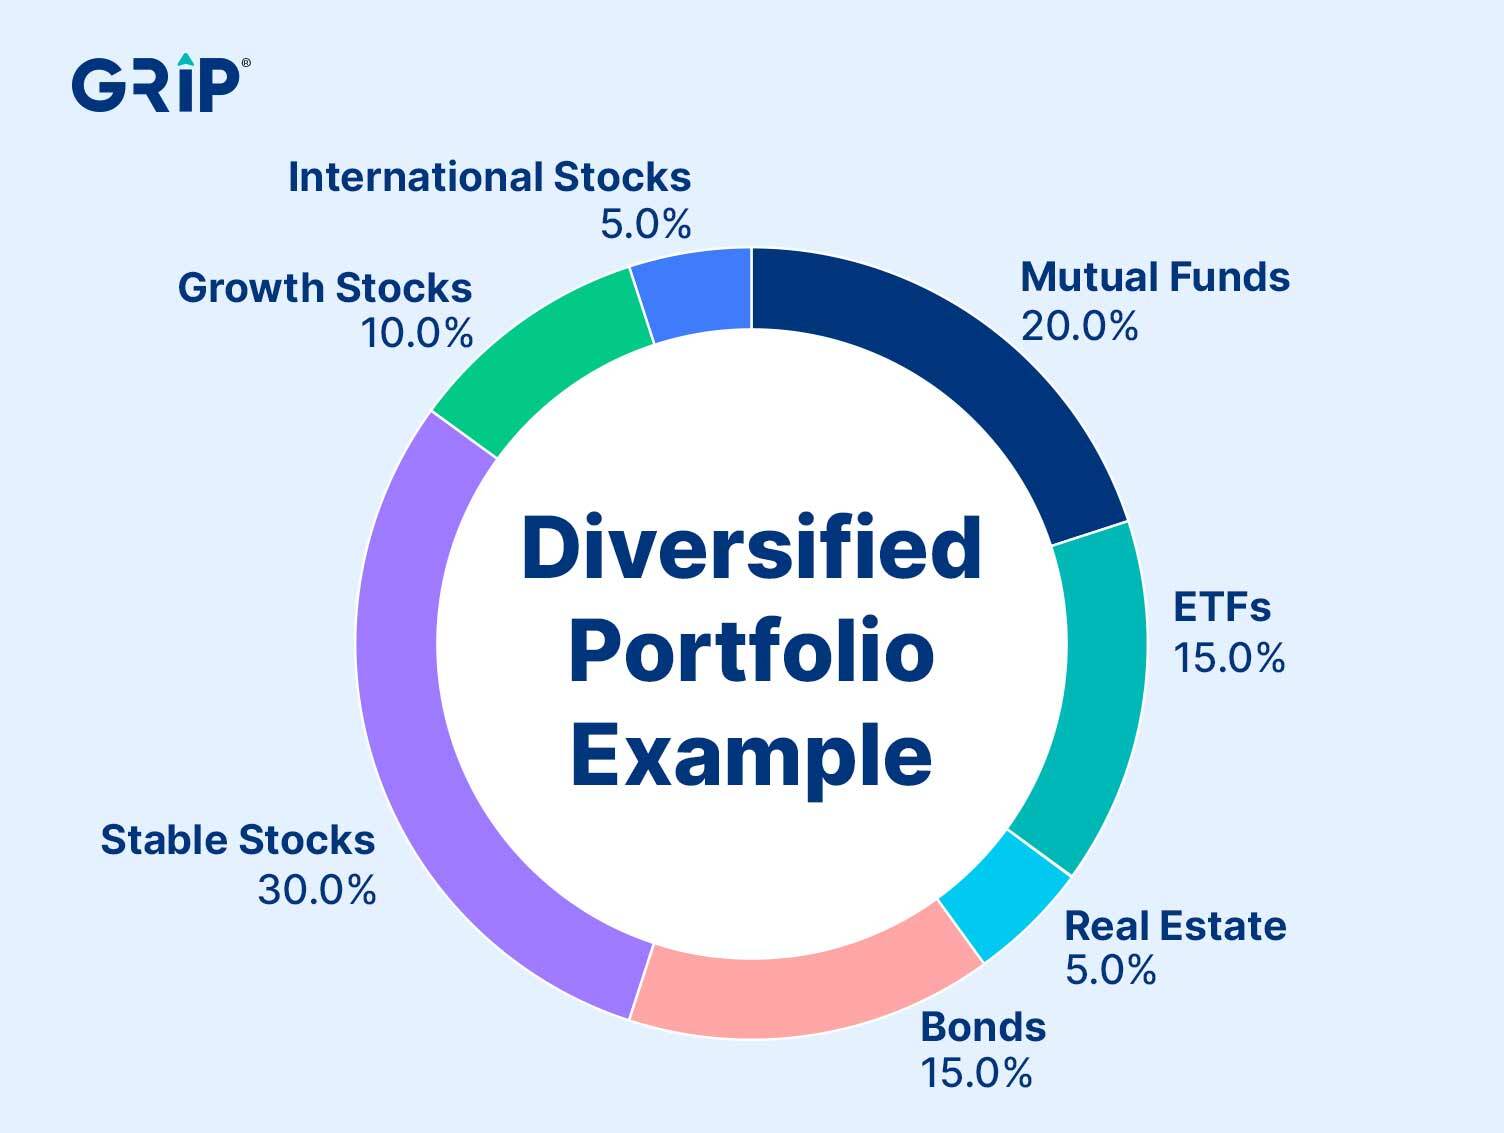 GRIP®
International Stocks
5.0%
Growth Stocks
10.0%
Mutual Funds
20.0%
Diversified
Portfolio
Example
ETFs
15.0%
Stable Stocks
30.0%
Real Estate
5.0%
Bonds
15.0%